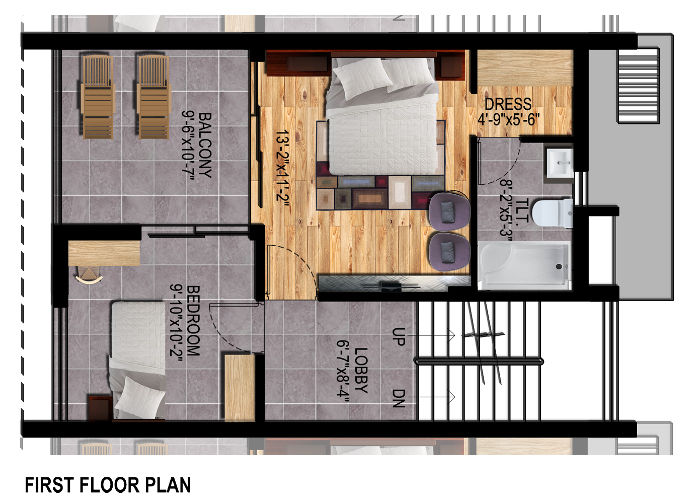 DN
DRESS
4'-9"x5'-6"
BALCONY
9'-6"x10'-7"
13'-2"x11'-2"
TLT.
8'-2"x5'-3"
BEDROOM
9'-10"x10'-2"
LOBBY
6'-7"x8'-4"
UP
DN
FIRST FLOOR PLAN